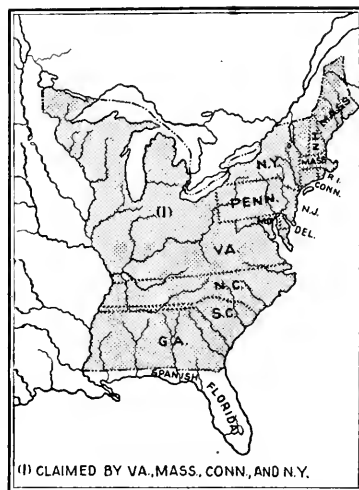 MASS.
N.H.
N.Y.
MASS.
R.I.
CONN.
PENN.
N.J.
(I)
MD.
DEL.
VA.
N.C.
S.C.
GA.
SPANISH
FLORIDA
(I) CLAIMED BY VA., MASS., CONN., AND N.Y.